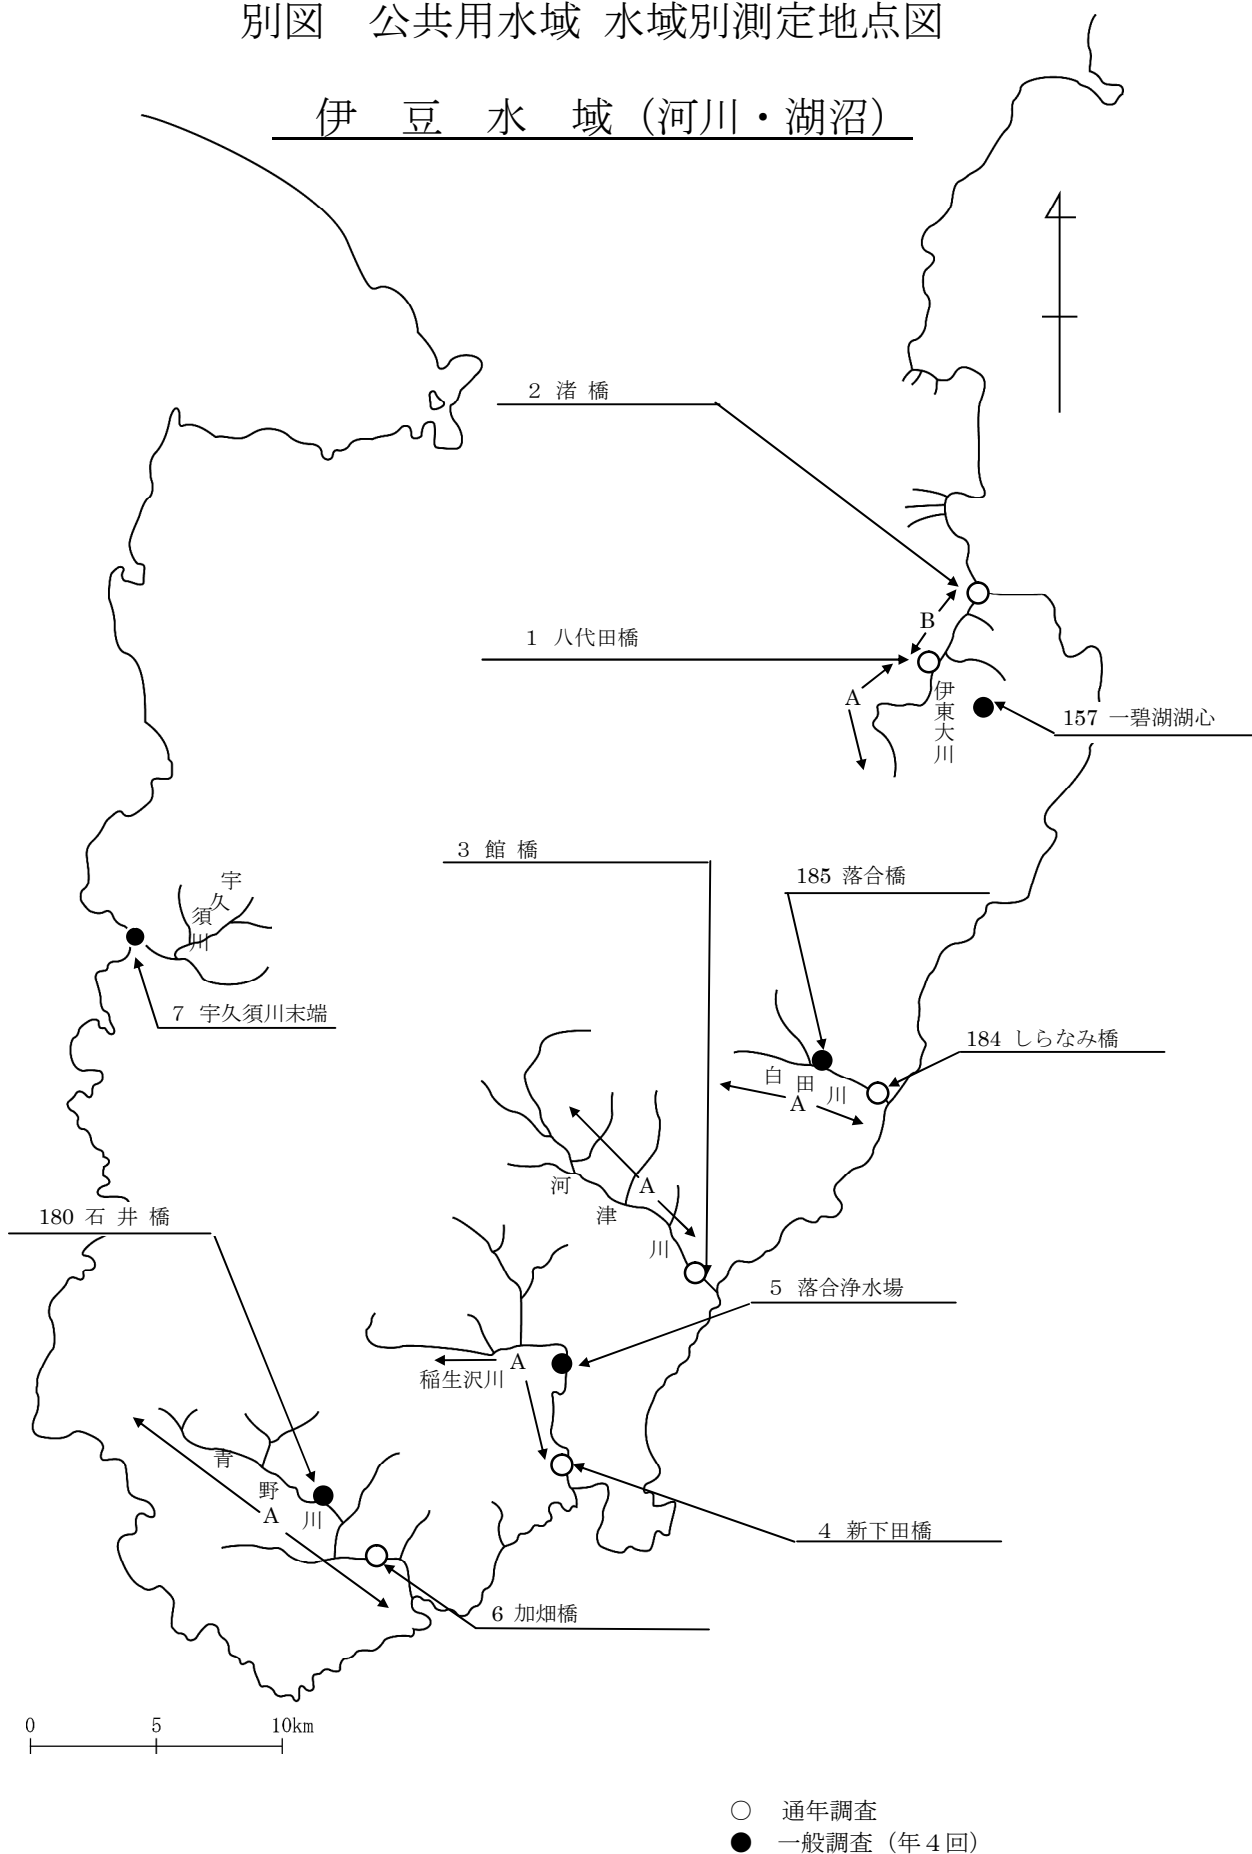 別図　公共用水域 水域別測定地点図
伊　豆　水　域（河川・湖沼）
２ 渚 橋
B
１ 八代田橋
A
伊東大川
157 一碧湖湖心
３ 館 橋
185 落合橋
宇久須川
７ 宇久須川末端
184 しらなみ橋
白田川
A
A
河津川
180 石 井 橋
５ 落合浄水場
A
稲生沢川
青野川
A
４ 新下田橋
６ 加畑橋
0 5 10km
○ 通年調査
● 一般調査（年４回）